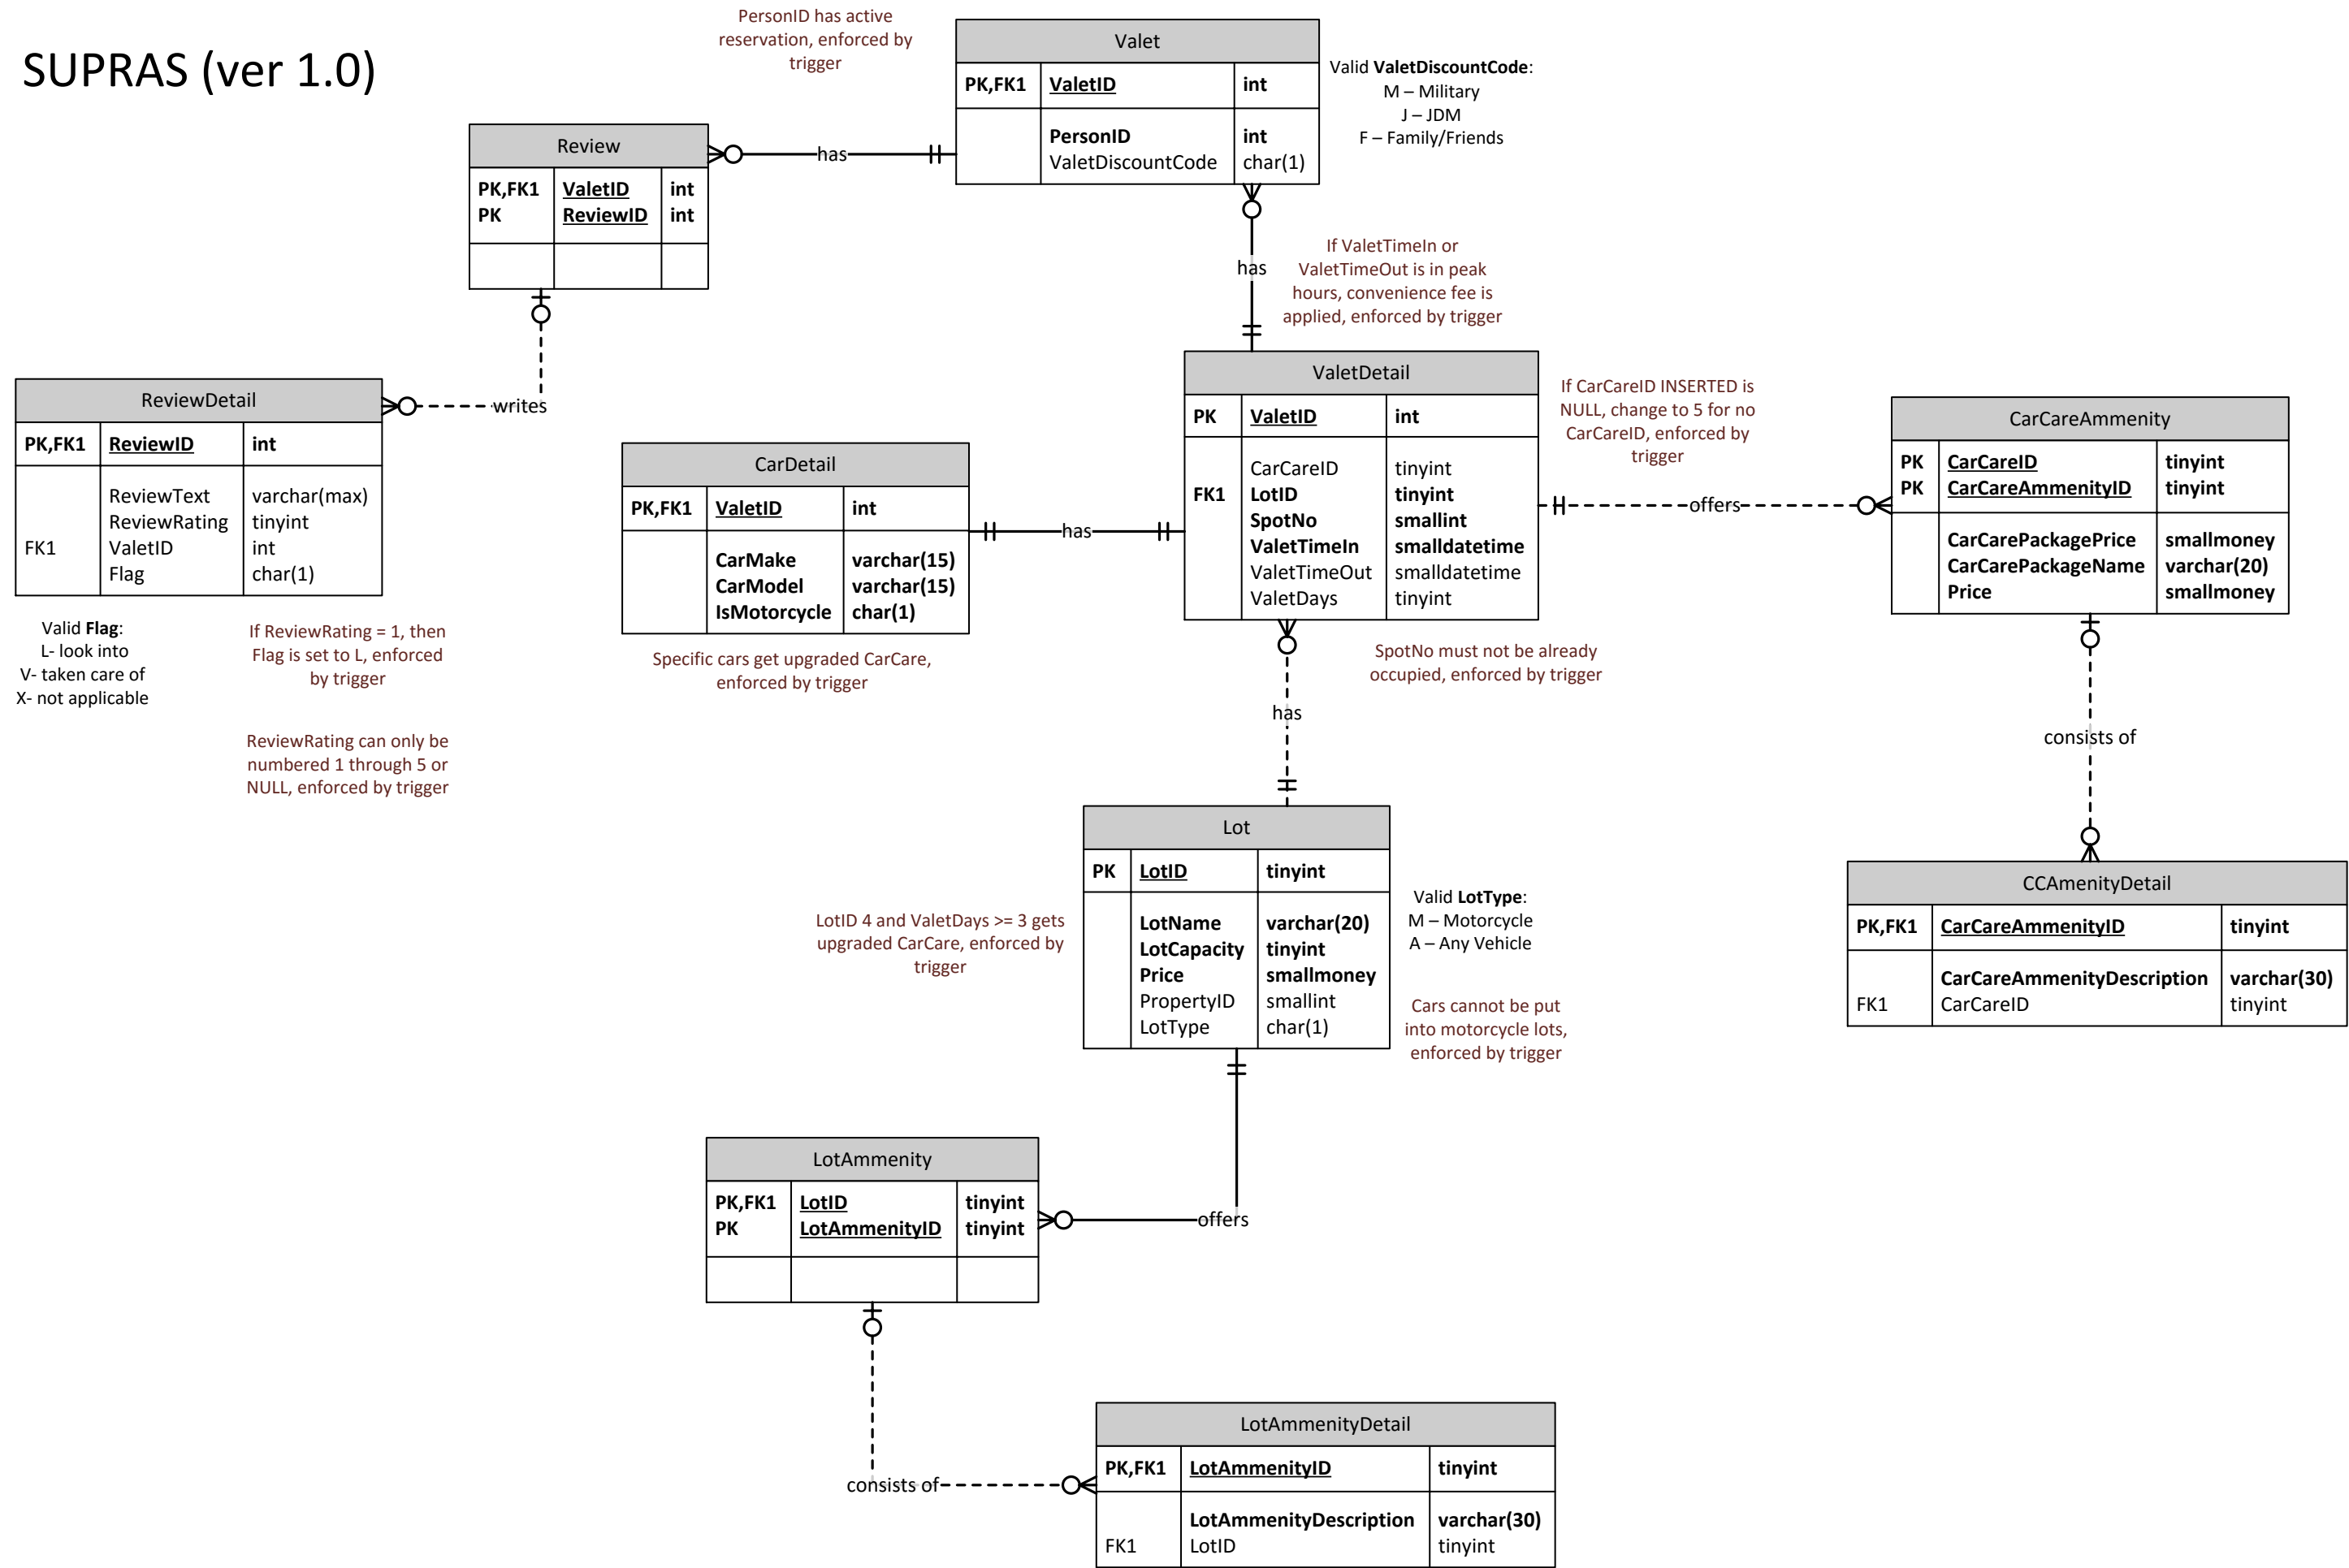 SUPRAS (ver 1.0)
PersonID has active
reservation, enforced by
trigger
Valet
PK,FK1 ValetID int
PersonID int
ValetDiscountCode char(1)
Valid ValetDiscountCode:
M – Military
J – JDM
F – Family/Friends
Review
PK,FK1 ValetID int
PK ReviewID int
has
has
If ValetTimeIn or
ValetTimeOut is in peak
hours, convenience fee is
applied, enforced by trigger
ReviewDetail
PK,FK1 ReviewID int
ReviewText varchar(max)
ReviewRating tinyint
FK1 ValetID int
Flag char(1)
writes
Valid Flag:
L- look into
V- taken care of
X- not applicable
If ReviewRating = 1, then
Flag is set to L, enforced
by trigger
ReviewRating can only be
numbered 1 through 5 or
NULL, enforced by trigger
CarDetail
PK,FK1 ValetID int
CarMake varchar(15)
CarModel varchar(15)
IsMotorcycle char(1)
Specific cars get upgraded CarCare,
enforced by trigger
has
ValetDetail
PK ValetID int
CarCareID tinyint
FK1 LotID tinyint
SpotNo smallint
ValetTimeIn smalldatetime
ValetTimeOut smalldatetime
ValetDays tinyint
If CarCareID INSERTED is
NULL, change to 5 for no
CarCareID, enforced by
trigger
offers
SpotNo must not be already
occupied, enforced by trigger
CarCareAmmenity
PK CarCareID tinyint
PK CarCareAmmenityID tinyint
CarCarePackagePrice smallmoney
CarCarePackageName varchar(20)
Price smallmoney
consists of
CCAmenityDetail
PK,FK1 CarCareAmmenityID tinyint
CarCareAmmenityDescription varchar(30)
FK1 CarCareID tinyint
has
Lot
PK LotID tinyint
LotName varchar(20)
LotCapacity tinyint
Price smallmoney
PropertyID smallint
LotType char(1)
LotID 4 and ValetDays >= 3 gets
upgraded CarCare, enforced by
trigger
Valid LotType:
M – Motorcycle
A – Any Vehicle
Cars cannot be put
into motorcycle lots,
enforced by trigger
LotAmmenity
PK,FK1 LotID tinyint
PK LotAmmenityID tinyint
offers
consists of
LotAmmenityDetail
PK,FK1 LotAmmenityID tinyint
LotAmmenityDescription varchar(30)
FK1 LotID tinyint